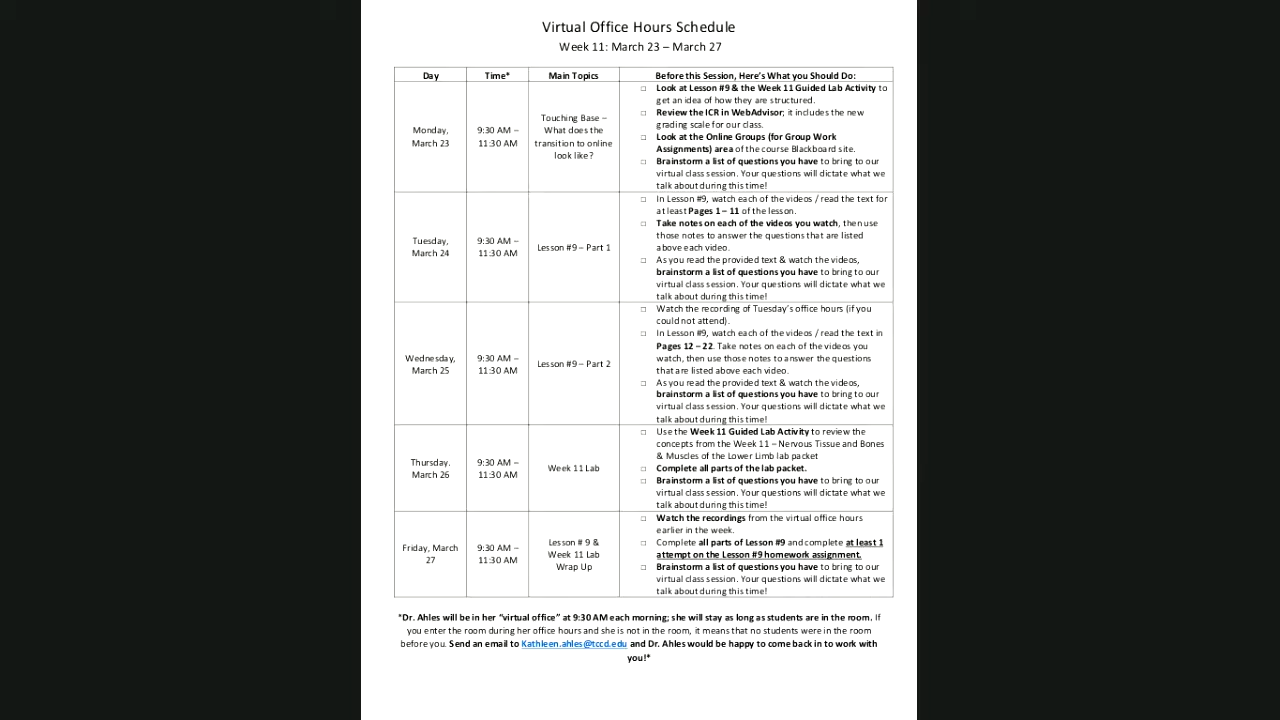 Virtual Office Hours Schedule
Week 11: March 23 – March 27
Day Time* Main Topics Before this Session, Here's What you Should Do:
Monday,
March 23
9:30 AM –
11:30 AM
Touching Base –
What does the
transition to online
look like?
□ Look at Lesson #9 & the Week 11 Guided Lab Activity to
get an idea of how they are structured.
□ Review the ICR in WebAdvisor; it includes the new
grading scale for our class.
□ Look at the Online Groups (for Group Work
Assignments) area of the course Blackboard site.
□ Brainstorm a list of questions you have to bring to our
virtual class session. Your questions will dictate what we
talk about during this time!
Tuesday,
March 24
9:30 AM –
11:30 AM
Lesson #9 – Part 1
□ In Lesson #9, watch each of the videos / read the text for
at least Pages 1 – 11 of the lesson.
□ Take notes on each of the videos you watch, then use
those notes to answer the questions that are listed
above each video.
□ As you read the provided text & watch the videos,
brainstorm a list of questions you have to bring to our
virtual class session. Your questions will dictate what we
talk about during this time!
Wednesday,
March 25
9:30 AM –
11:30 AM
Lesson #9 – Part 2
□ Watch the recording of Tuesday's office hours (if you
could not attend).
□ In Lesson #9, watch each of the videos / read the text in
Pages 12 – 22. Take notes on each of the videos you
watch, then use those notes to answer the questions
that are listed above each video.
□ As you read the provided text & watch the videos,
brainstorm a list of questions you have to bring to our
virtual class session. Your questions will dictate what we
talk about during this time!
Thursday.
March 26
9:30 AM –
11:30 AM
Week 11 Lab
□ Use the Week 11 Guided Lab Activity to review the
concepts from the Week 11 – Nervous Tissue and Bones
& Muscles of the Lower Limb lab packet
□ Complete all parts of the lab packet.
□ Brainstorm a list of questions you have to bring to our
virtual class session. Your questions will dictate what we
talk about during this time!
Friday, March
27
9:30 AM –
11:30 AM
Lesson # 9 &
Week 11 Lab
Wrap Up
□ Watch the recordings from the virtual office hours
earlier in the week.
□ Complete all parts of Lesson #9 and complete at least 1
attempt on the Lesson #9 homework assignment.
□ Brainstorm a list of questions you have to bring to our
virtual class session. Your questions will dictate what we
talk about during this time!
*Dr. Ahles will be in her "virtual office" at 9:30 AM each morning; she will stay as long as students are in the room. If
you enter the room during her office hours and she is not in the room, it means that no students were in the room
before you. Send an email to Kathleen.ahles@tccd.edu and Dr. Ahles would be happy to come back in to work with
you!*